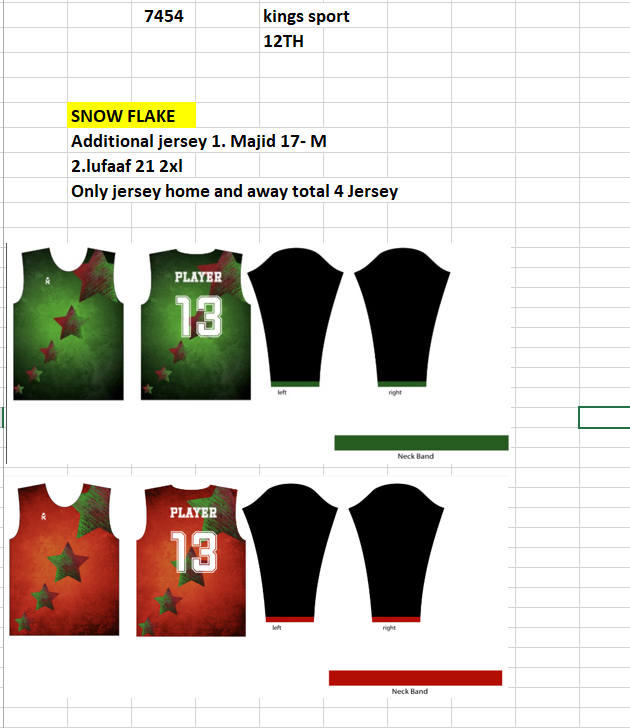 7454 kings sport
12TH
SNOW FLAKE
Additional jersey 1. Majid 17- M
2.lufaaf 21 2xl
Only jersey home and away total 4 Jersey
PLAYER
13
left right
Neck Band
PLAYER
13
left right
Neck Band